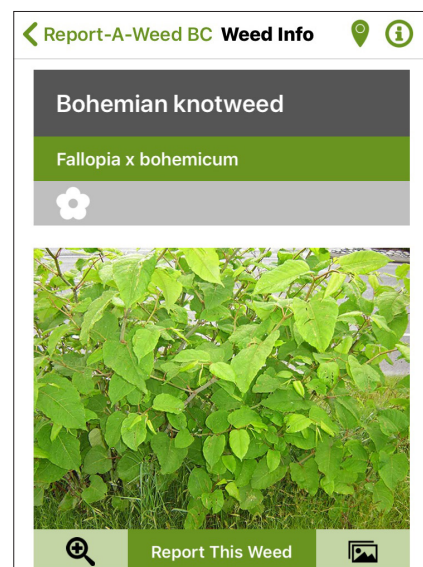 Report-A-Weed BC Weed Info
Bohemian knotweed
Fallopia x bohemicum
Report This Weed